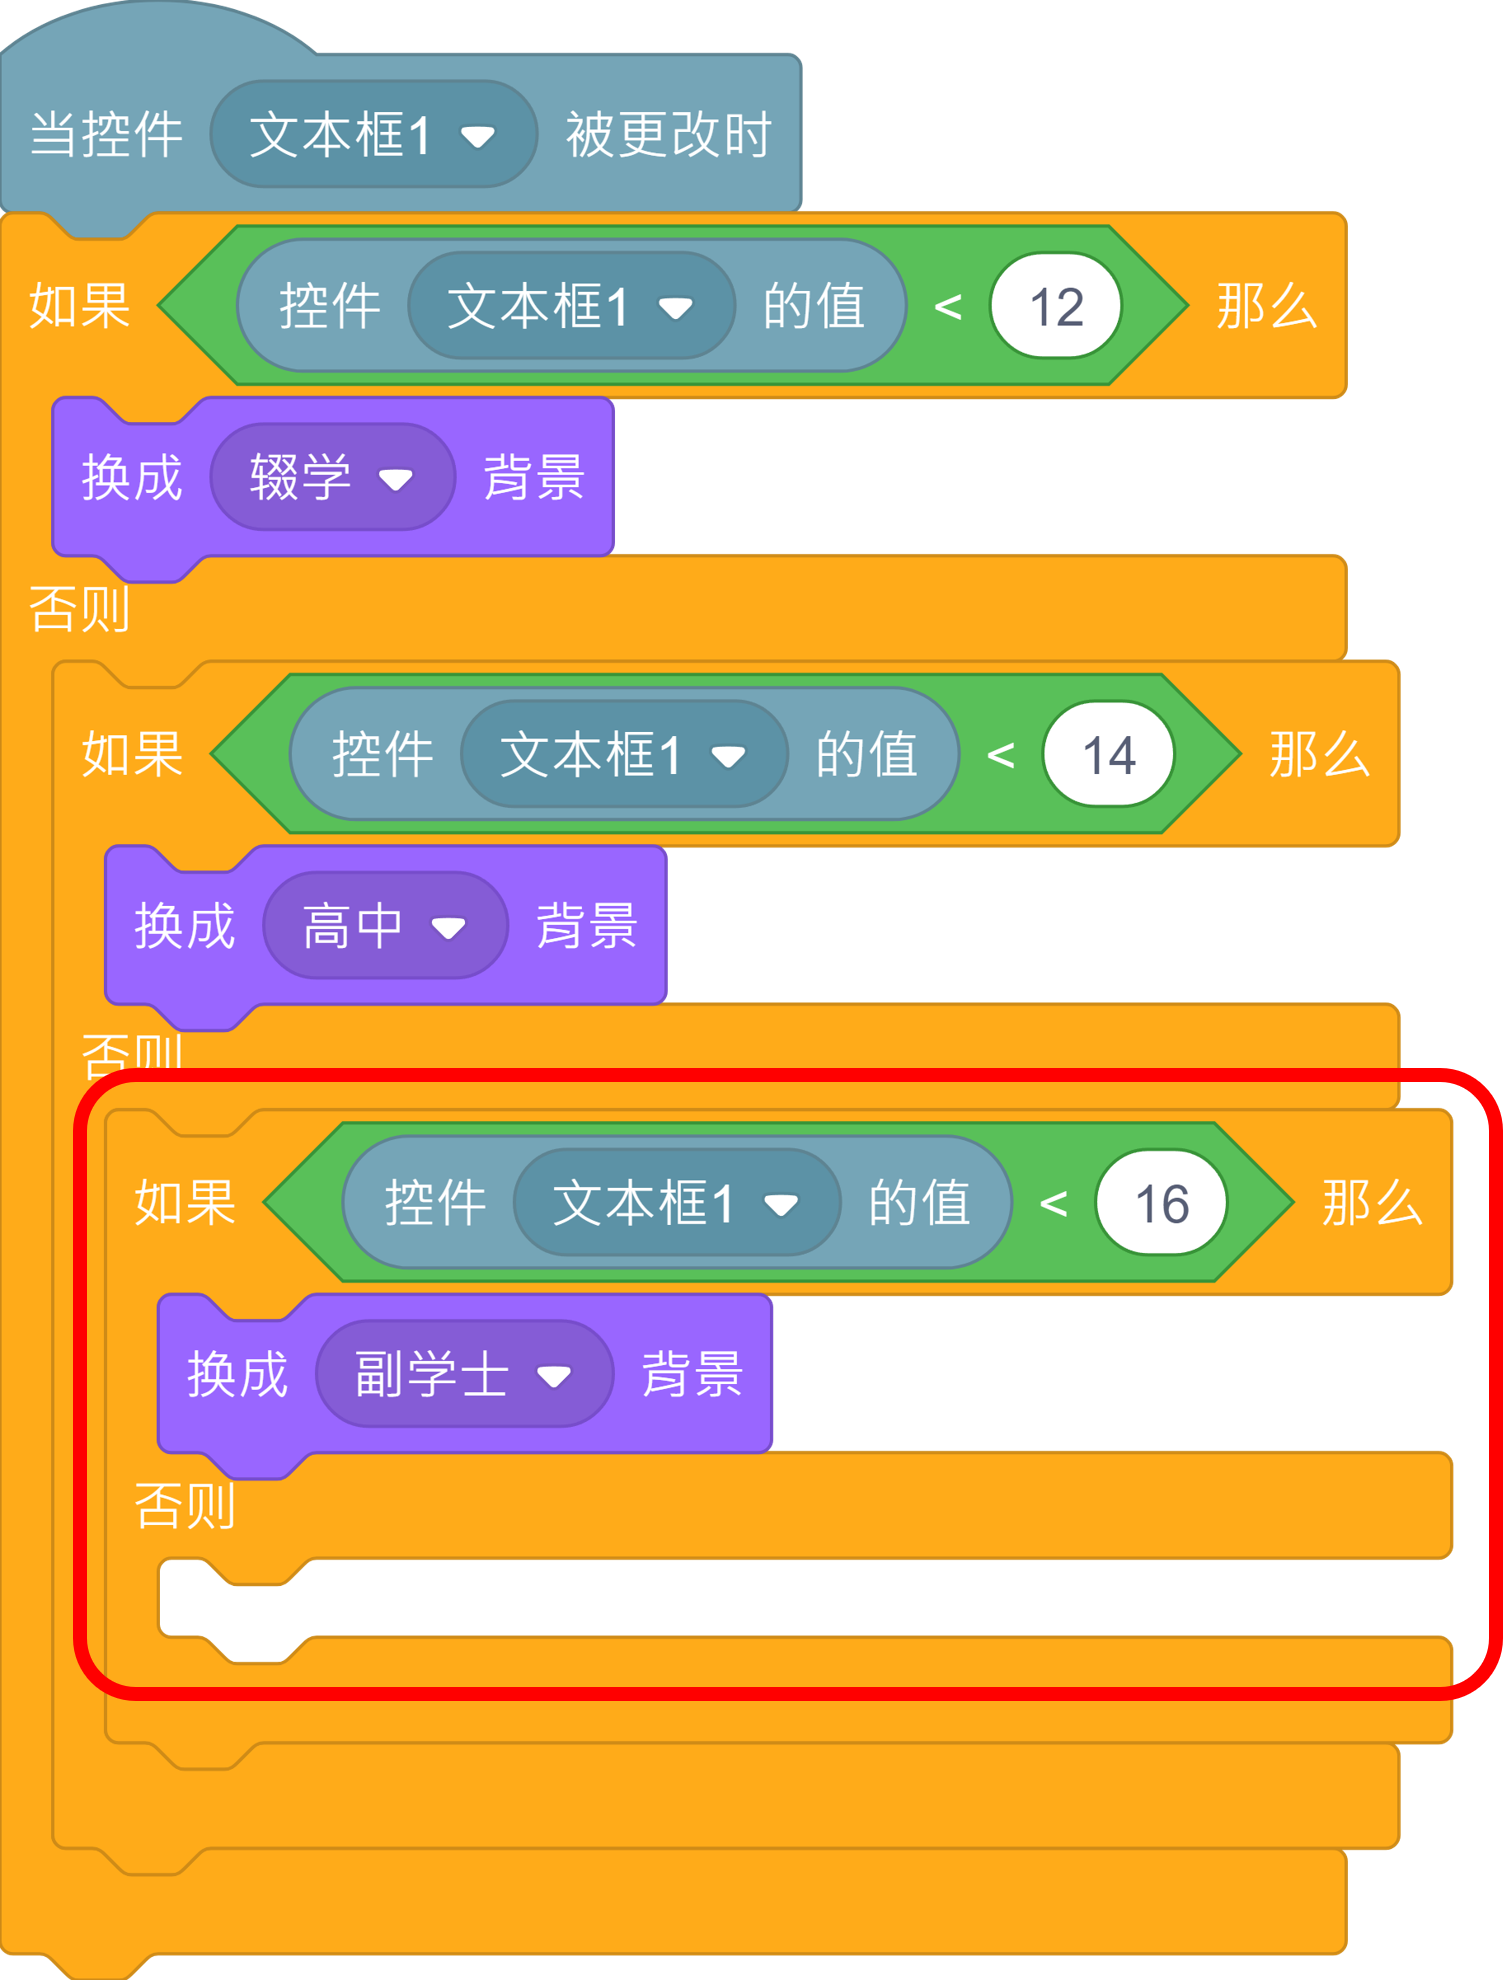 当控件 文本框1 被更改时
如果 控件 文本框1 的值 < 12 那么
换成 辍学 背景
否则
如果 控件 文本框1 的值 < 14 那么
换成 高中 背景
否则
如果 控件 文本框1 的值 < 16 那么
换成 副学士 背景
否则